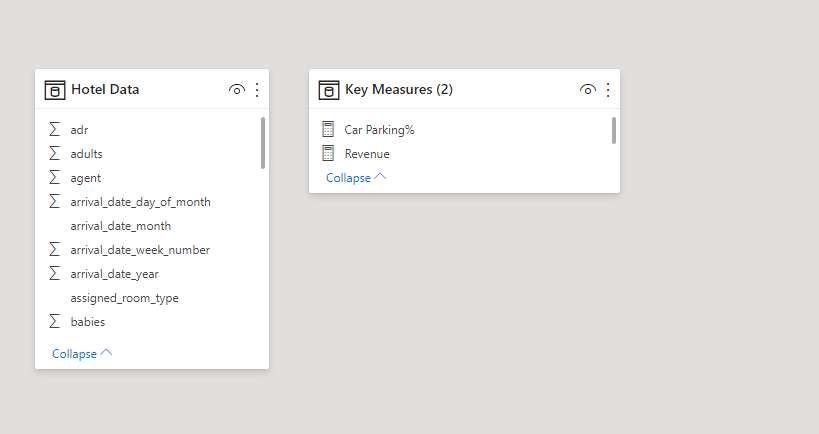 Hotel Data
adr
adults
agent
arrival_date_day_of_month
arrival_date_month
arrival_date_week_number
arrival_date_year
assigned_room_type
babies
Collapse
Key Measures (2)
Car Parking%
Revenue
Collapse